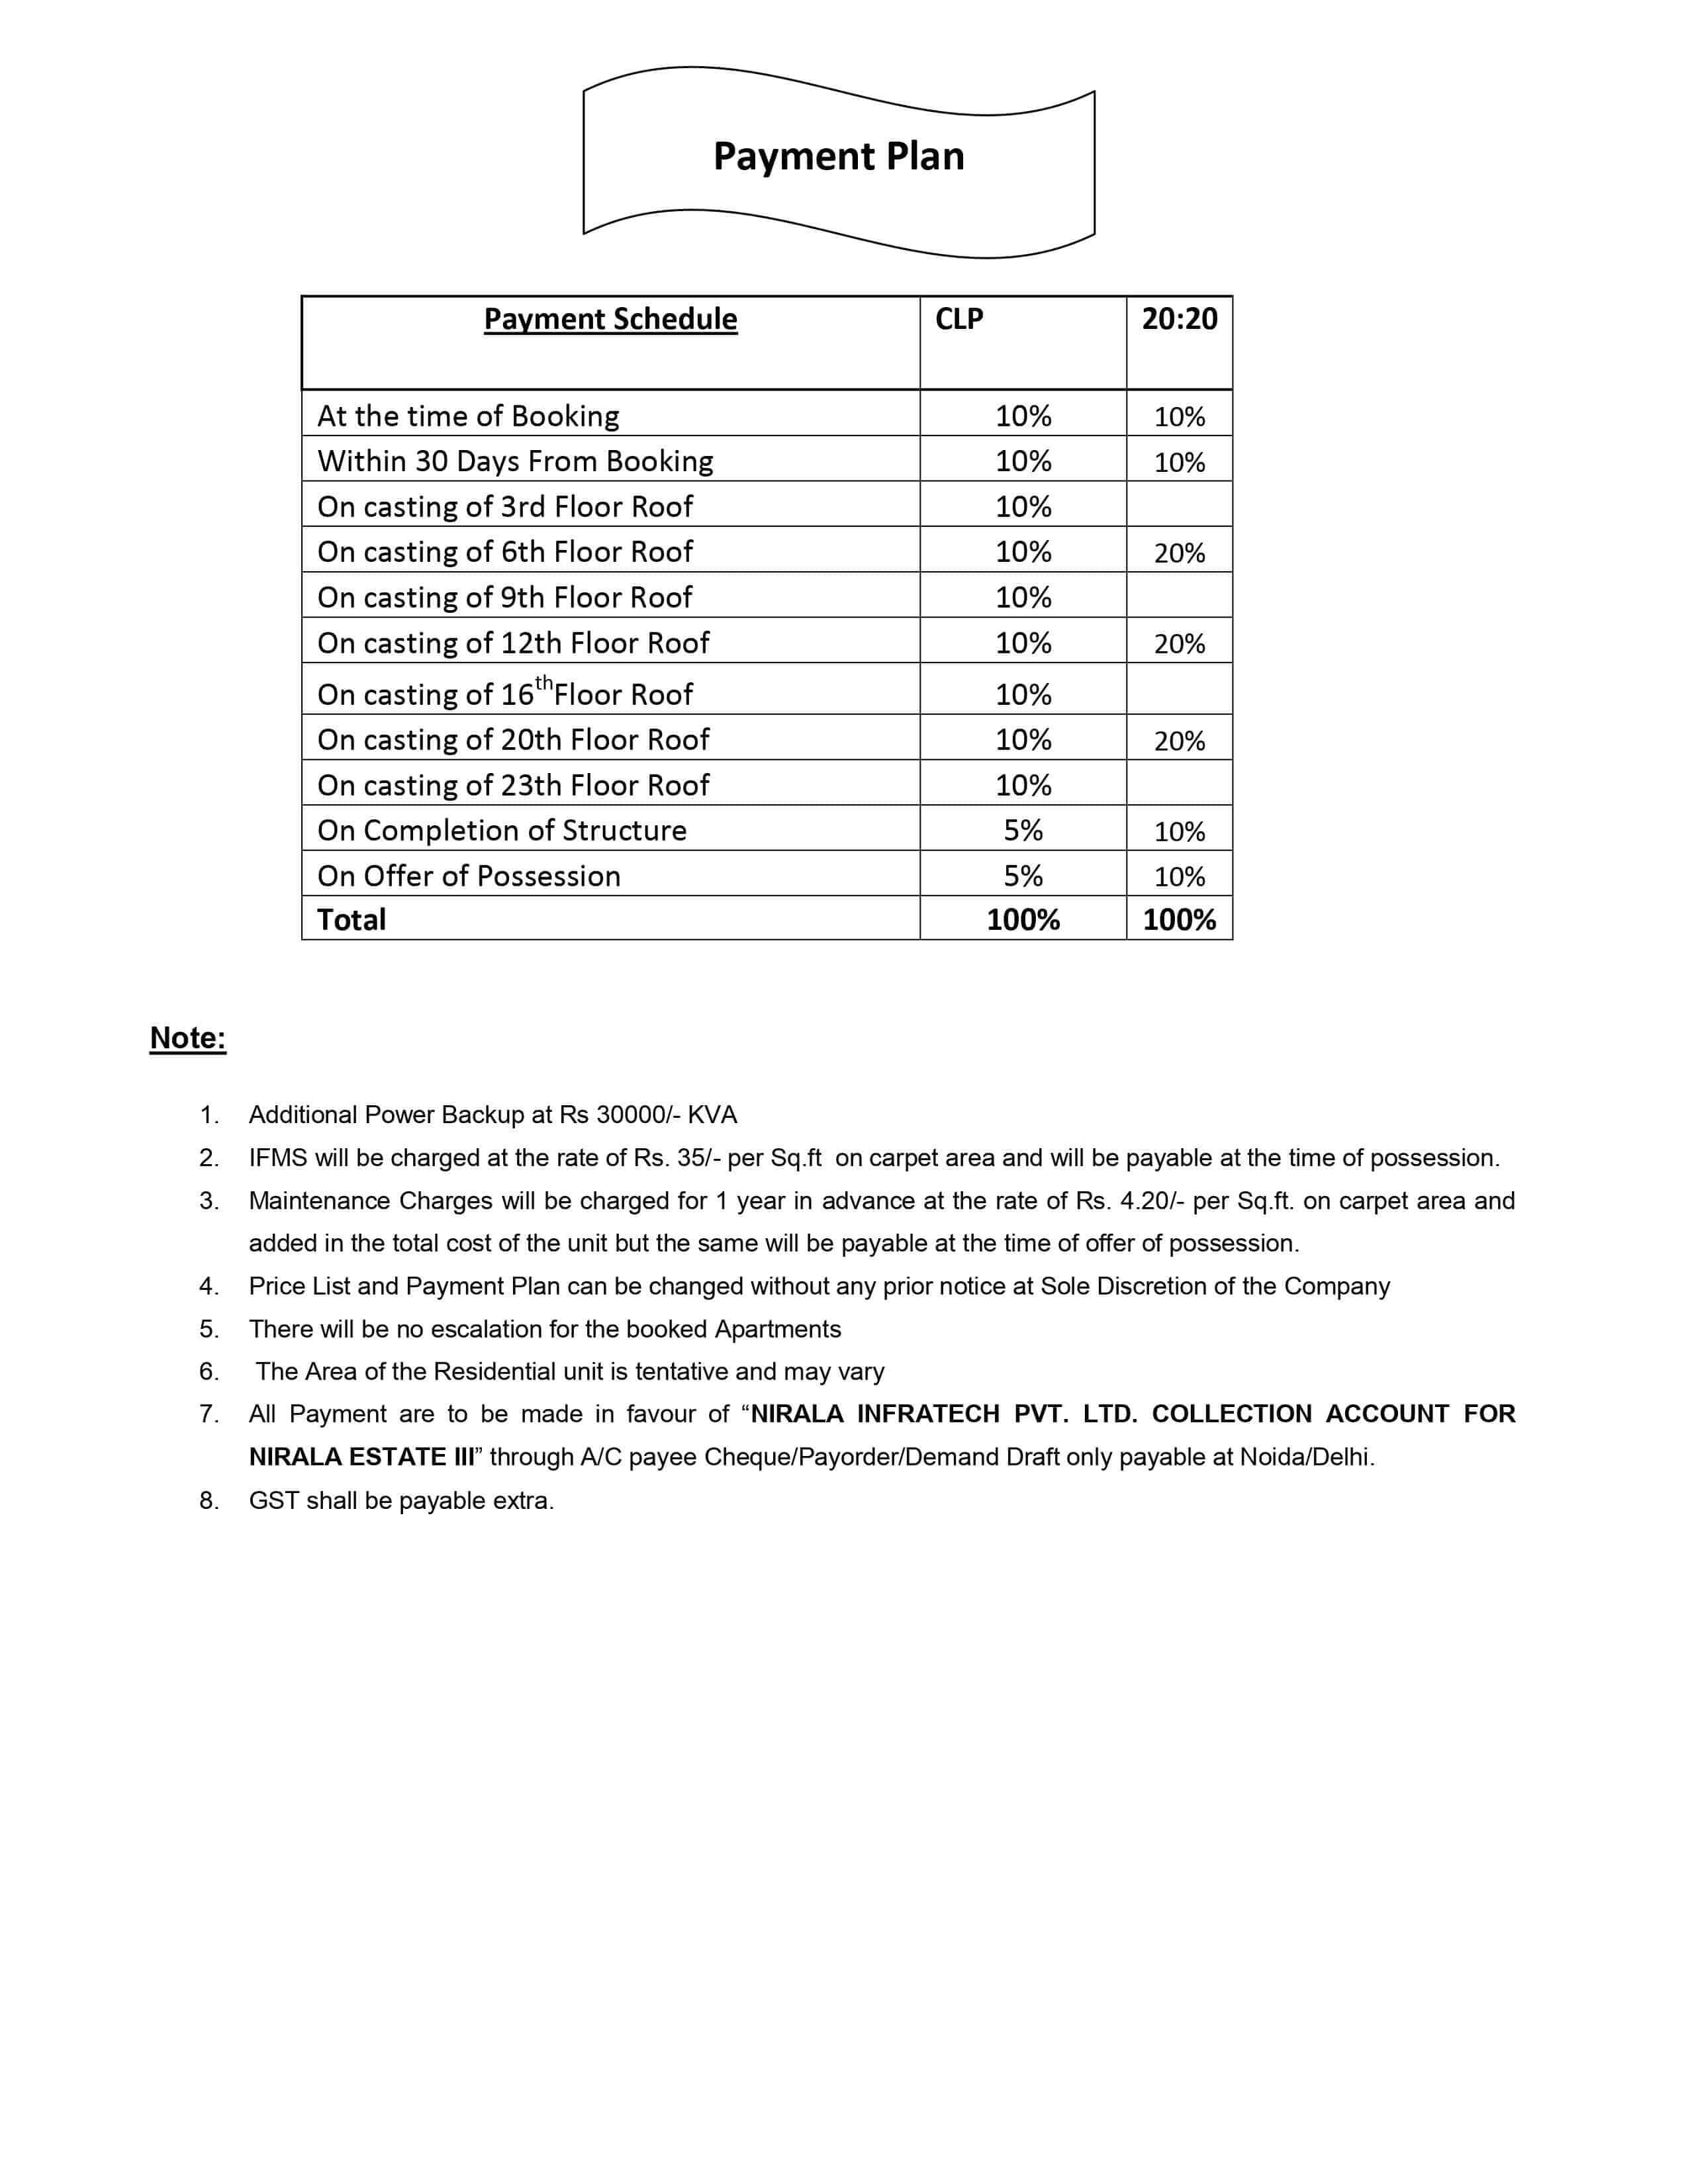 Payment Plan
Payment Schedule CLP 20:20
At the time of Booking 10% 10%
Within 30 Days From Booking 10% 10%
On casting of 3rd Floor Roof 10%
On casting of 6th Floor Roof 10% 20%
On casting of 9th Floor Roof 10%
On casting of 12th Floor Roof 10% 20%
On casting of 16thFloor Roof 10%
On casting of 20th Floor Roof 10% 20%
On casting of 23th Floor Roof 10%
On Completion of Structure 5% 10%
On Offer of Possession 5% 10%
Total 100% 100%
Note:
1. Additional Power Backup at Rs 30000/- KVA
2. IFMS will be charged at the rate of Rs. 35/- per Sq.ft on carpet area and will be payable at the time of possession.
3. Maintenance Charges will be charged for 1 year in advance at the rate of Rs. 4.20/- per Sq.ft. on carpet area and
added in the total cost of the unit but the same will be payable at the time of offer of possession.
4. Price List and Payment Plan can be changed without any prior notice at Sole Discretion of the Company
5. There will be no escalation for the booked Apartments
6. The Area of the Residential unit is tentative and may vary
7. All Payment are to be made in favour of “NIRALA INFRATECH PVT. LTD. COLLECTION ACCOUNT FOR
NIRALA ESTATE III” through A/C payee Cheque/Payorder/Demand Draft only payable at Noida/Delhi.
8. GST shall be payable extra.